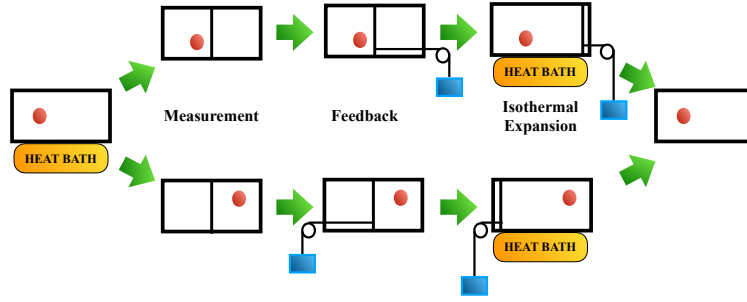 HEAT BATH
Measurement
Feedback
HEAT BATH
Isothermal
Expansion
HEAT BATH